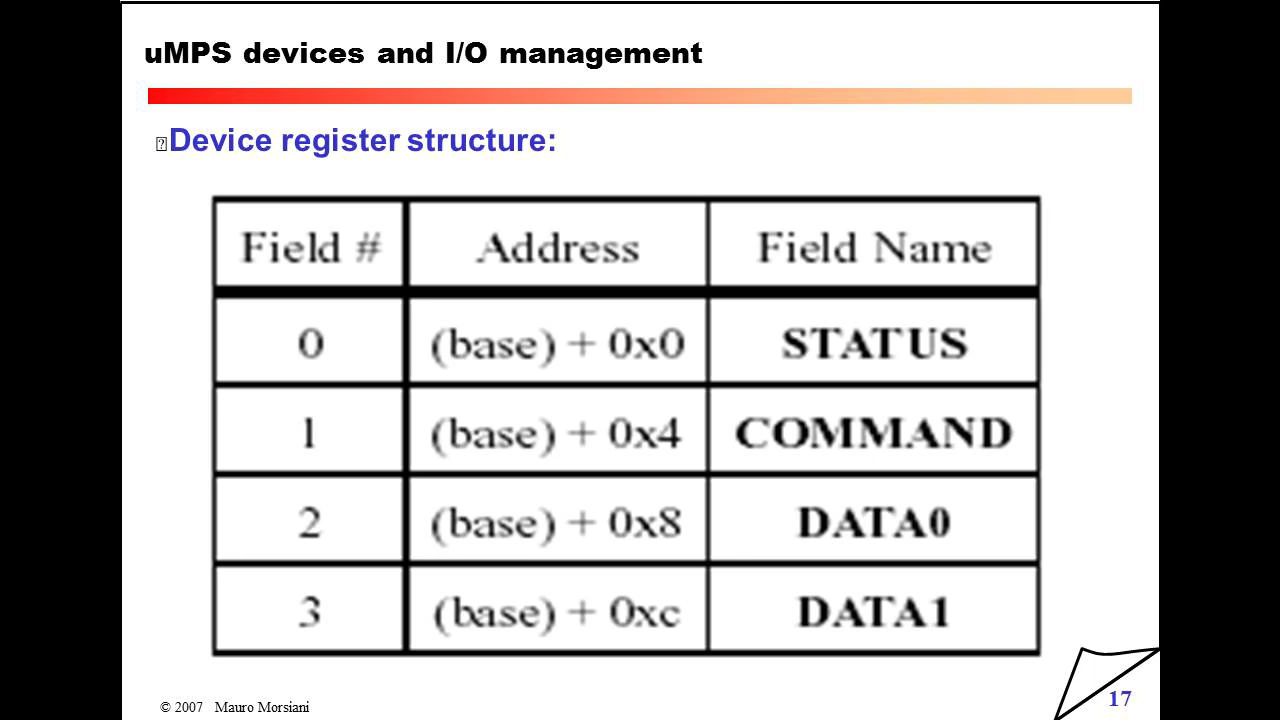 uMPS devices and I/O management
Device register structure:
Field # Address Field Name
0 (base) + 0x0 STATUS
1 (base) + 0x4 COMMAND
2 (base) + 0x8 DATA0
3 (base) + 0xc DATA1
© 2007 Mauro Morsiani
17